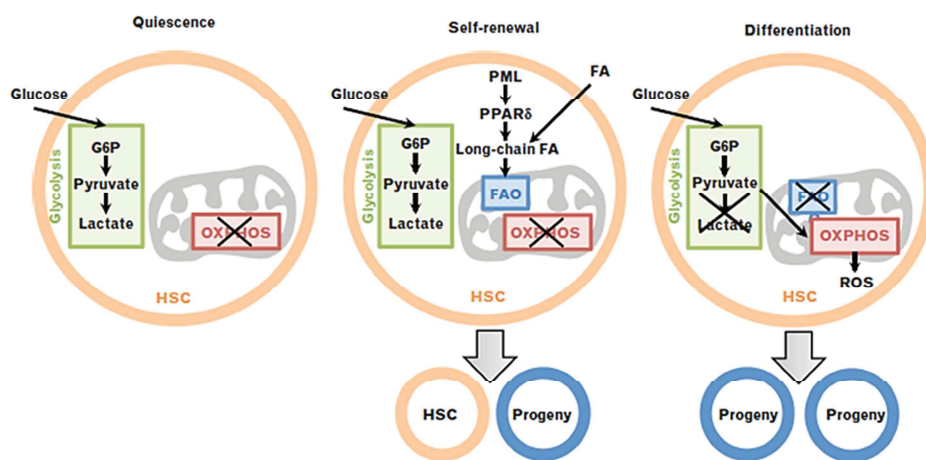 Quiescence
Glucose
Glycolysis
G6P
Pyruvate
Lactate
OXPHOS
HSC
Self-renewal
Glucose
Glycolysis
G6P
Pyruvate
Lactate
PML
PPARδ
Long-chain FA
FA
FAO
OXPHOS
HSC
HSC
Progeny
Differentiation
Glucose
Glycolysis
G6P
Pyruvate
Lactate
FAO
OXPHOS
ROS
HSC
Progeny
Progeny